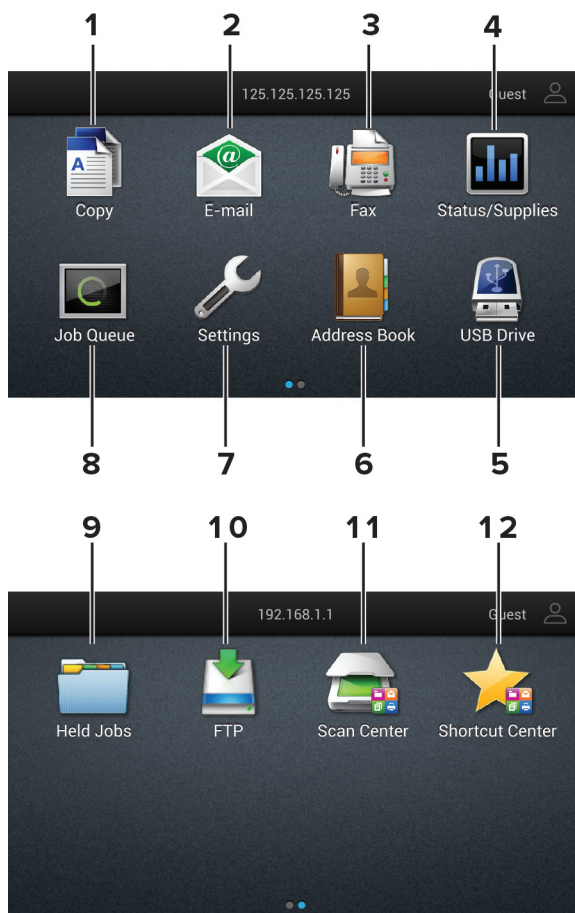 1 2 3 4
125.125.125.125 Guest
A @
Copy E-mail Fax Status/Supplies
Job Queue Settings Address Book USB Drive
8 7 6 5
9 10 11 12
192.168.1.1 Guest
Held Jobs FTP Scan Center Shortcut Center